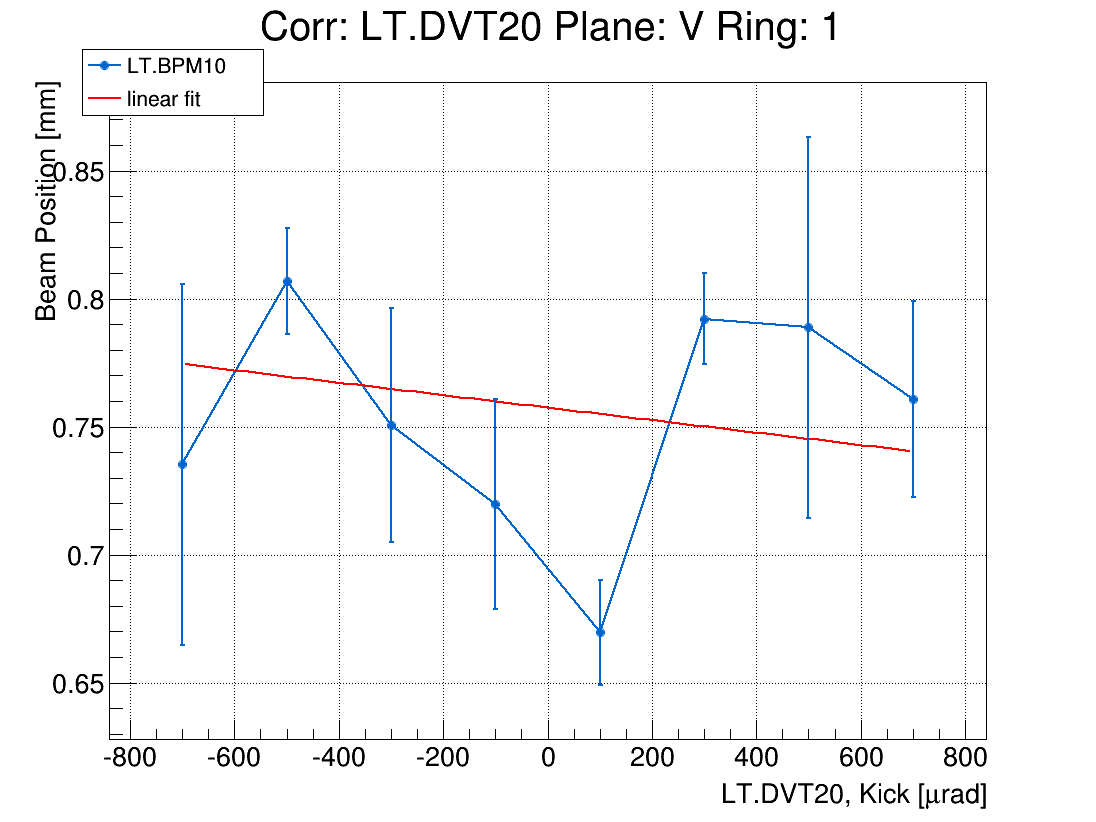 Corr: LT.DVT20 Plane: V Ring: 1
LT.BPM10
linear fit
Beam Position [mm]
0.85
0.8
0.75
0.7
0.65
-800 -600 -400 -200 0 200 400 600 800
LT.DVT20, Kick [μrad]